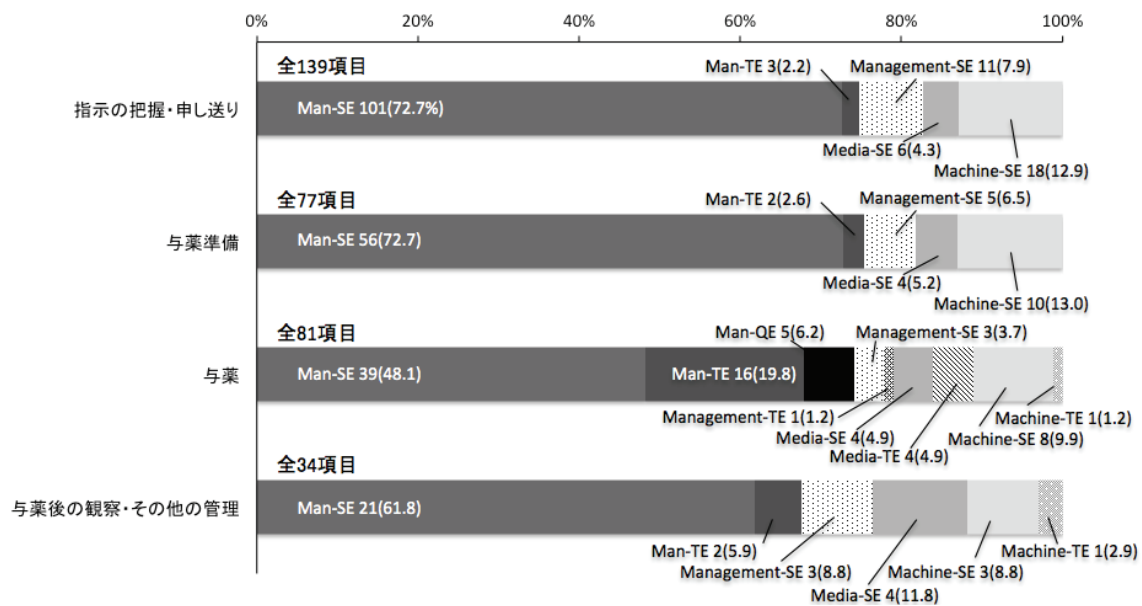 0%
20%
40%
60%
80%
100%
全139項目
指示の把握・申し送り
Man-SE 101(72.7%)
Man-TE 3(2.2)
Management-SE 11(7.9)
Media-SE 6(4.3)
Machine-SE 18(12.9)
全77項目
与薬準備
Man-SE 56(72.7)
Man-TE 2(2.6)
Management-SE 5(6.5)
Media-SE 4(5.2)
Machine-SE 10(13.0)
全81項目
与薬
Man-SE 39(48.1)
Man-TE 16(19.8)
Man-QE 5(6.2)
Management-SE 3(3.7)
Management-TE 1(1.2)
Media-SE 4(4.9)
Media-TE 4(4.9)
Machine-SE 8(9.9)
Machine-TE 1(1.2)
全34項目
与薬後の観察・その他の管理
Man-SE 21(61.8)
Man-TE 2(5.9)
Management-SE 3(8.8)
Media-SE 4(11.8)
Machine-SE 3(8.8)
Machine-TE 1(2.9)